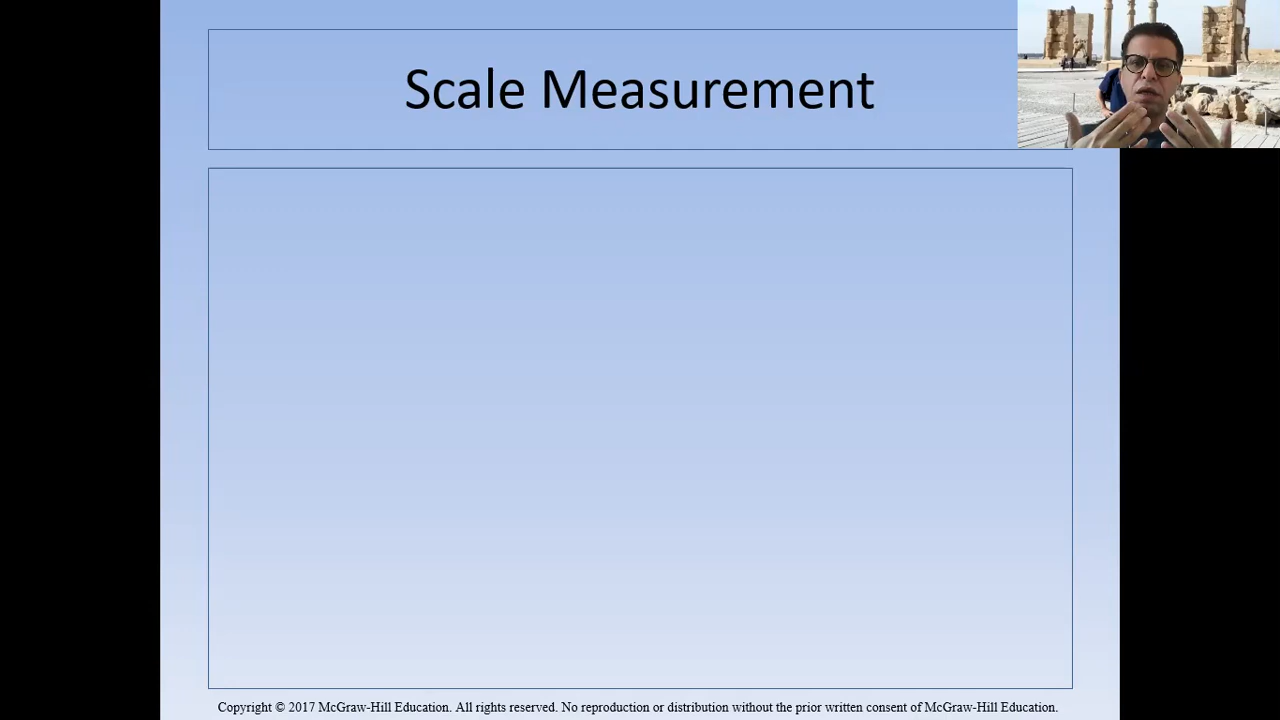 Scale Measurement
Copyright © 2017 McGraw-Hill Education. All rights reserved. No reproduction or distribution without the prior written consent of McGraw-Hill Education.